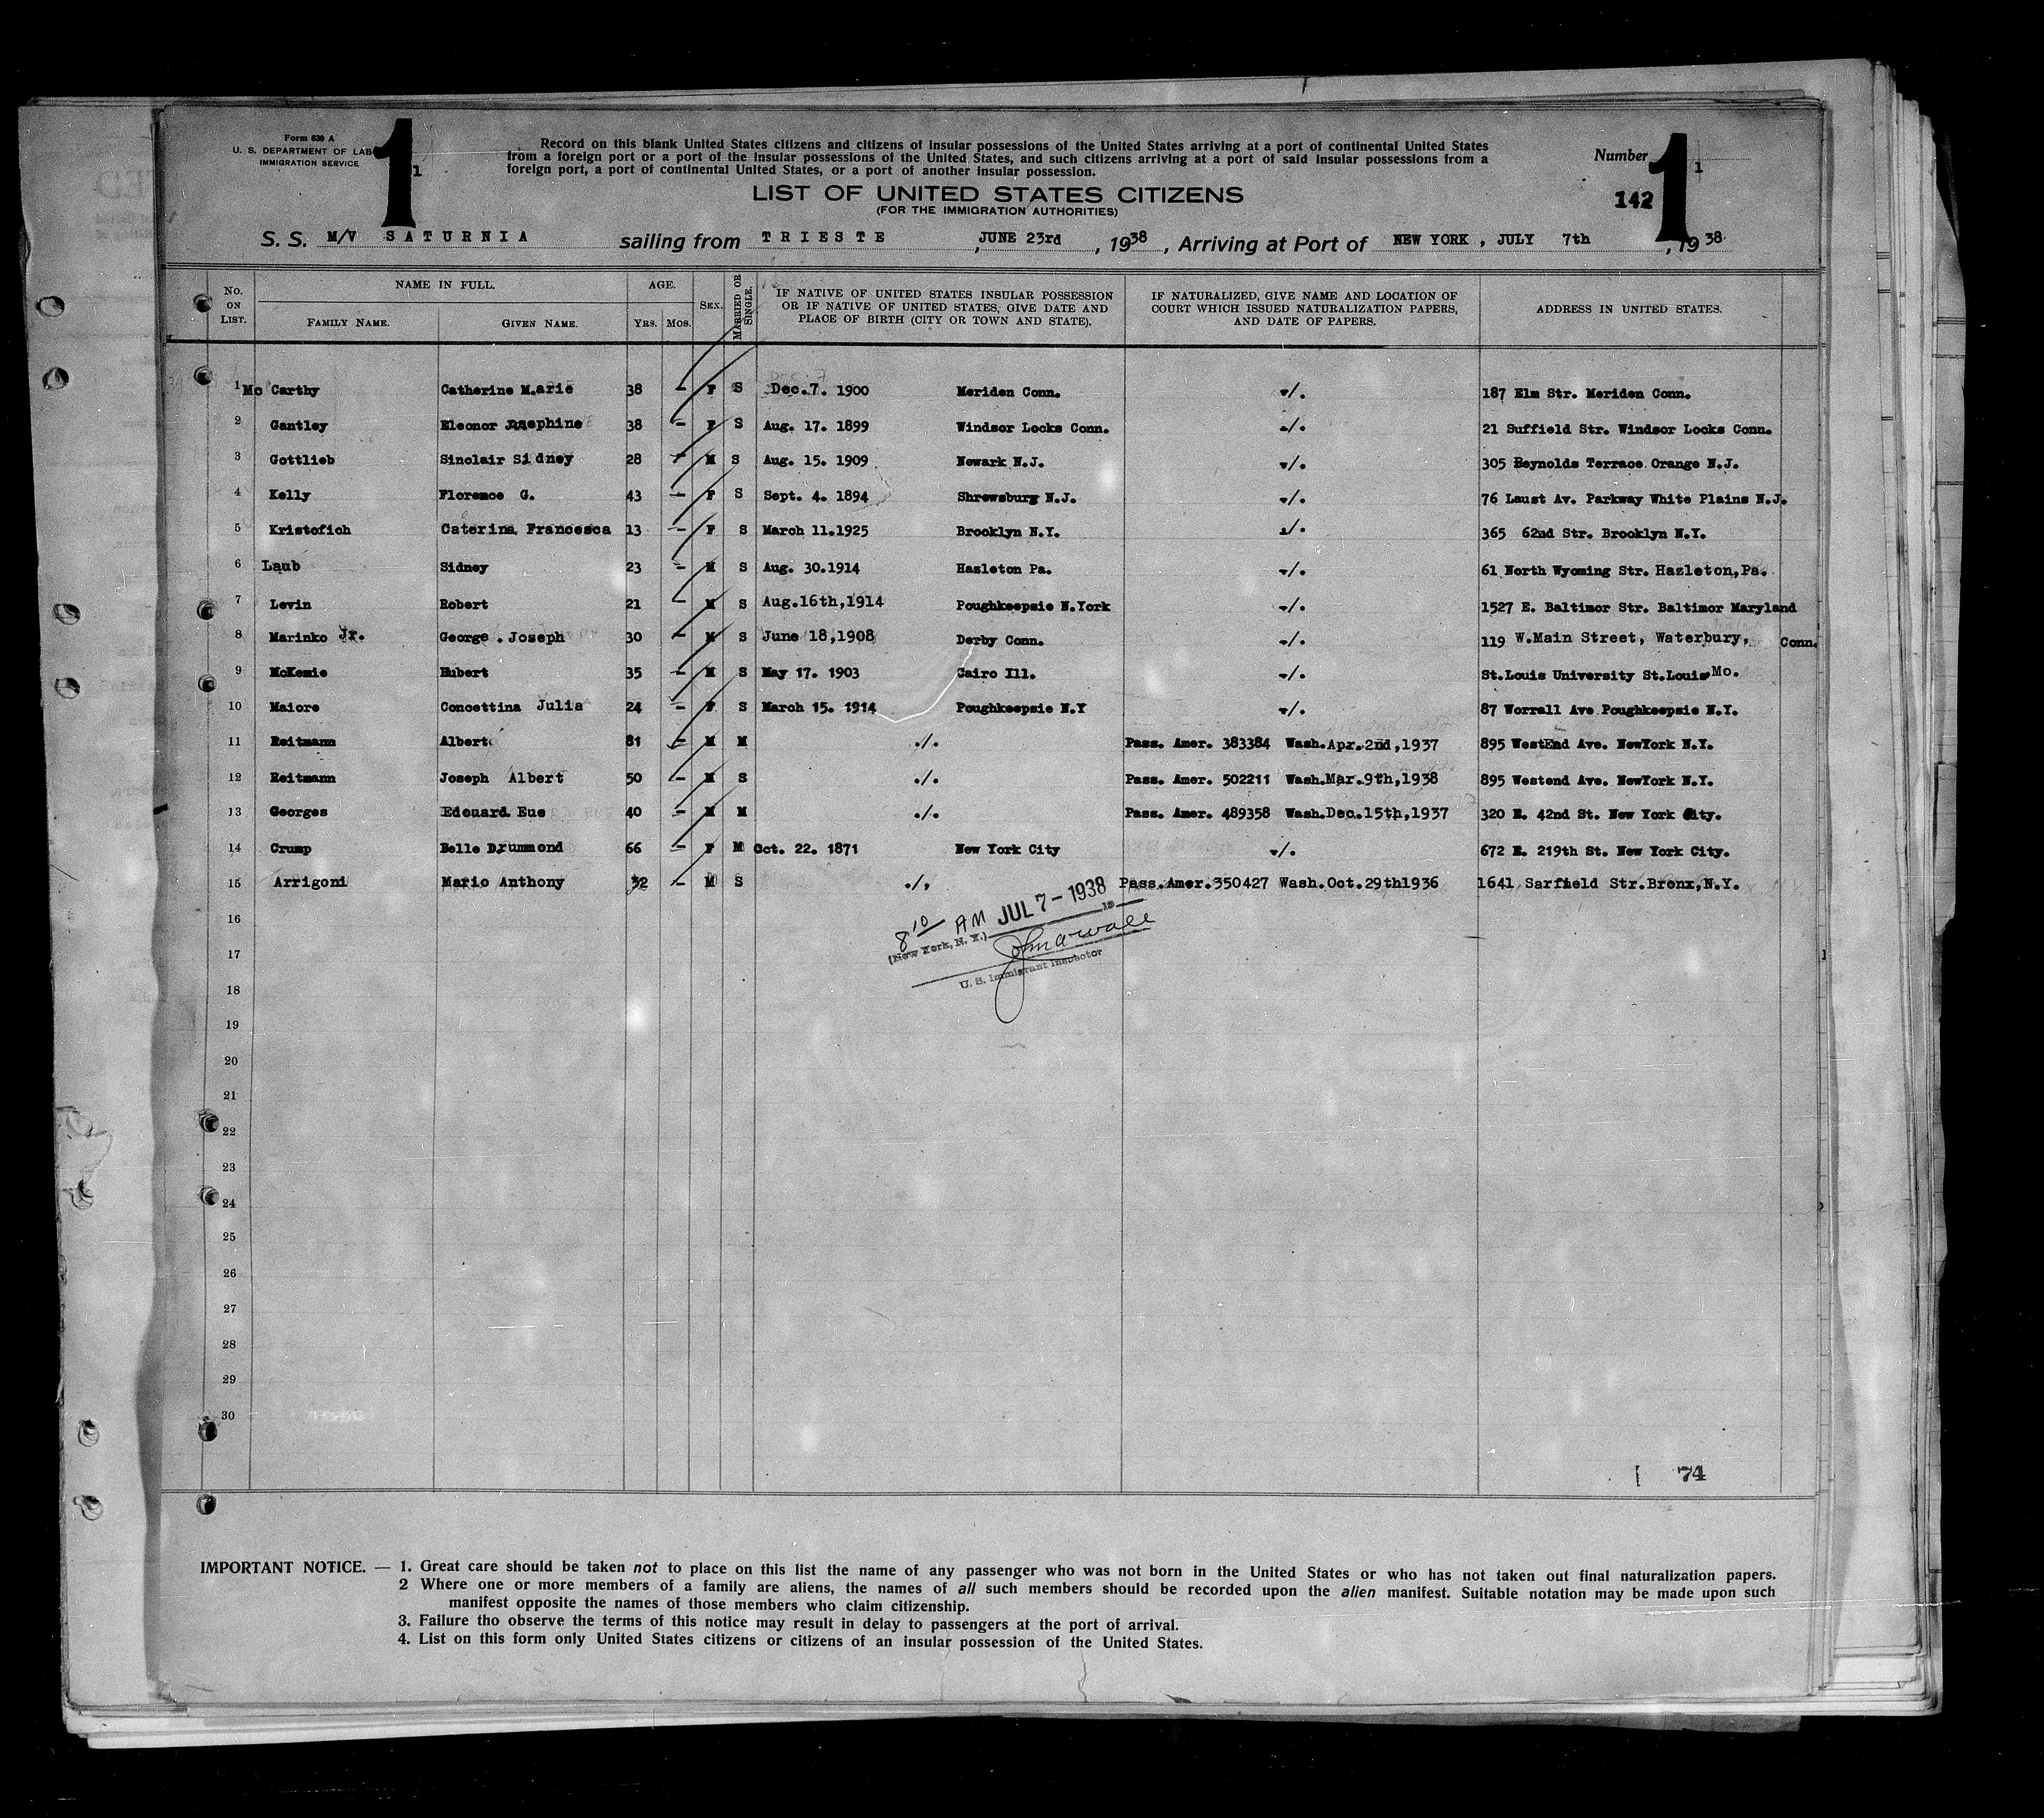 Form 630 A
U. S. DEPARTMENT OF LAB
IMMIGRATION SERVICE
1
1
Record on this blank United States citizens and citizens of insular possessions of the United States arriving at a port of continental United States
from a foreign port or a port of the insular possessions of the United States, and such citizens arriving at a port of said insular possessions from a
foreign port, a port of continental United States, or a port of another insular possession.
Number 1
1
142
LIST OF UNITED STATES CITIZENS
(FOR THE IMMIGRATION AUTHORITIES)
S. S. M/V SATURNIA sailing from TRIESTE , JUNE 23rd , 1938 , Arriving at Port of NEW YORK , JULY 7th , 1938
No. ON LIST. NAME IN FULL. FAMILY NAME. GIVEN NAME. AGE. YRS. MOS. SEX. MARRIED OR SINGLE. IF NATIVE OF UNITED STATES INSULAR POSSESSION OR IF NATIVE OF UNITED STATES, GIVE DATE AND PLACE OF BIRTH (CITY OR TOWN AND STATE). IF NATURALIZED, GIVE NAME AND LOCATION OF COURT WHICH ISSUED NATURALIZATION PAPERS, AND DATE OF PAPERS. ADDRESS IN UNITED STATES.
1 Mc Carthy Catherine M.arie 38 - F S Dec.7. 1900 Meriden Conn. -/. 187 Elm Str. Meriden Conn.
2 Gantley Eleonor Josephine 38 - F S Aug. 17. 1899 Windsor Locks Conn. -/. 21 Suffield Str. Windsor Locks Conn.
3 Gottlieb Sinclair Sidney 28 - M S Aug. 15. 1909 Newark N.J. -/. 305 Reynolds Terrace Orange N.J.
4 Kelly Florence G. 43 - F S Sept. 4. 1894 Shrewsburg N.J. -/. 76 Laust Av. Parkway White Plains N.J.
5 Kristofich Caterina Francesca 13 - F S March 11.1925 Brooklyn N.Y. -/. 365 62nd Str. Brooklyn N.Y.
6 Laub Sidney 23 - M S Aug. 30.1914 Hazleton Pa. -/. 61 North Wyoming Str. Hazleton,Pa.
7 Levin Robert 21 - M S Aug.16th,1914 Poughkeepsie N.York -/. 1527 E. Baltimor Str. Baltimor Maryland
8 Marinko Jr. George . Joseph 30 - M S June 18,1908 Derby Conn. -/. 119 W.Main Street, Waterbury, Conn.
9 McKemie Hubert 35 - M S May 17. 1903 Cairo Ill. -/. St.Louis University St.Louis Mo.
10 Maiore Concettina Julia 24 - F S March 15. 1914 Poughkeepsie N.Y -/. 87 Worrall Ave Poughkeepsie N.Y.
11 Reitmann Albert 81 - M M ./. Pass. Amer. 383384 Wash.Apr.2nd,1937 895 WestEnd Ave. NewYork N.Y.
12 Reitmann Joseph Albert 50 - M S ./. Pass. Amer. 502211 Wash.Mar.9th,1938 895 Westend Ave. NewYork N.Y.
13 Georges Edouard Eue 40 - M M ./. Pass. Amer. 489358 Wash.Dec.15th,1937 320 E. 42nd St. New York City.
14 Crump Belle Drummond 66 - F M Oct. 22. 1871 New York City -/. 672 E. 219th St. New York City.
15 Arrigoni Mario Anthony 32 - M S ./. Pass.Amer.350427 Wash.Oct.29th1936 1641 Sarfield Str.Bronx,N.Y.
16
8 10 AM JUL 7 - 1938 19
(New York, N. Y.)
17
U. S. Immigrant Inspector
18
19
20
21
22
23
24
25
26
27
28
29
30
74
IMPORTANT NOTICE. — 1. Great care should be taken not to place on this list the name of any passenger who was not born in the United States or who has not taken out final naturalization papers.
2 Where one or more members of a family are aliens, the names of all such members should be recorded upon the alien manifest. Suitable notation may be made upon such
manifest opposite the names of those members who claim citizenship.
3. Failure tho observe the terms of this notice may result in delay to passengers at the port of arrival.
4. List on this form only United States citizens or citizens of an insular possession of the United States.